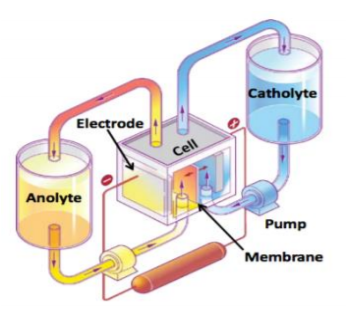 Catholyte
Electrode
Cell
Anolyte
Pump
Membrane